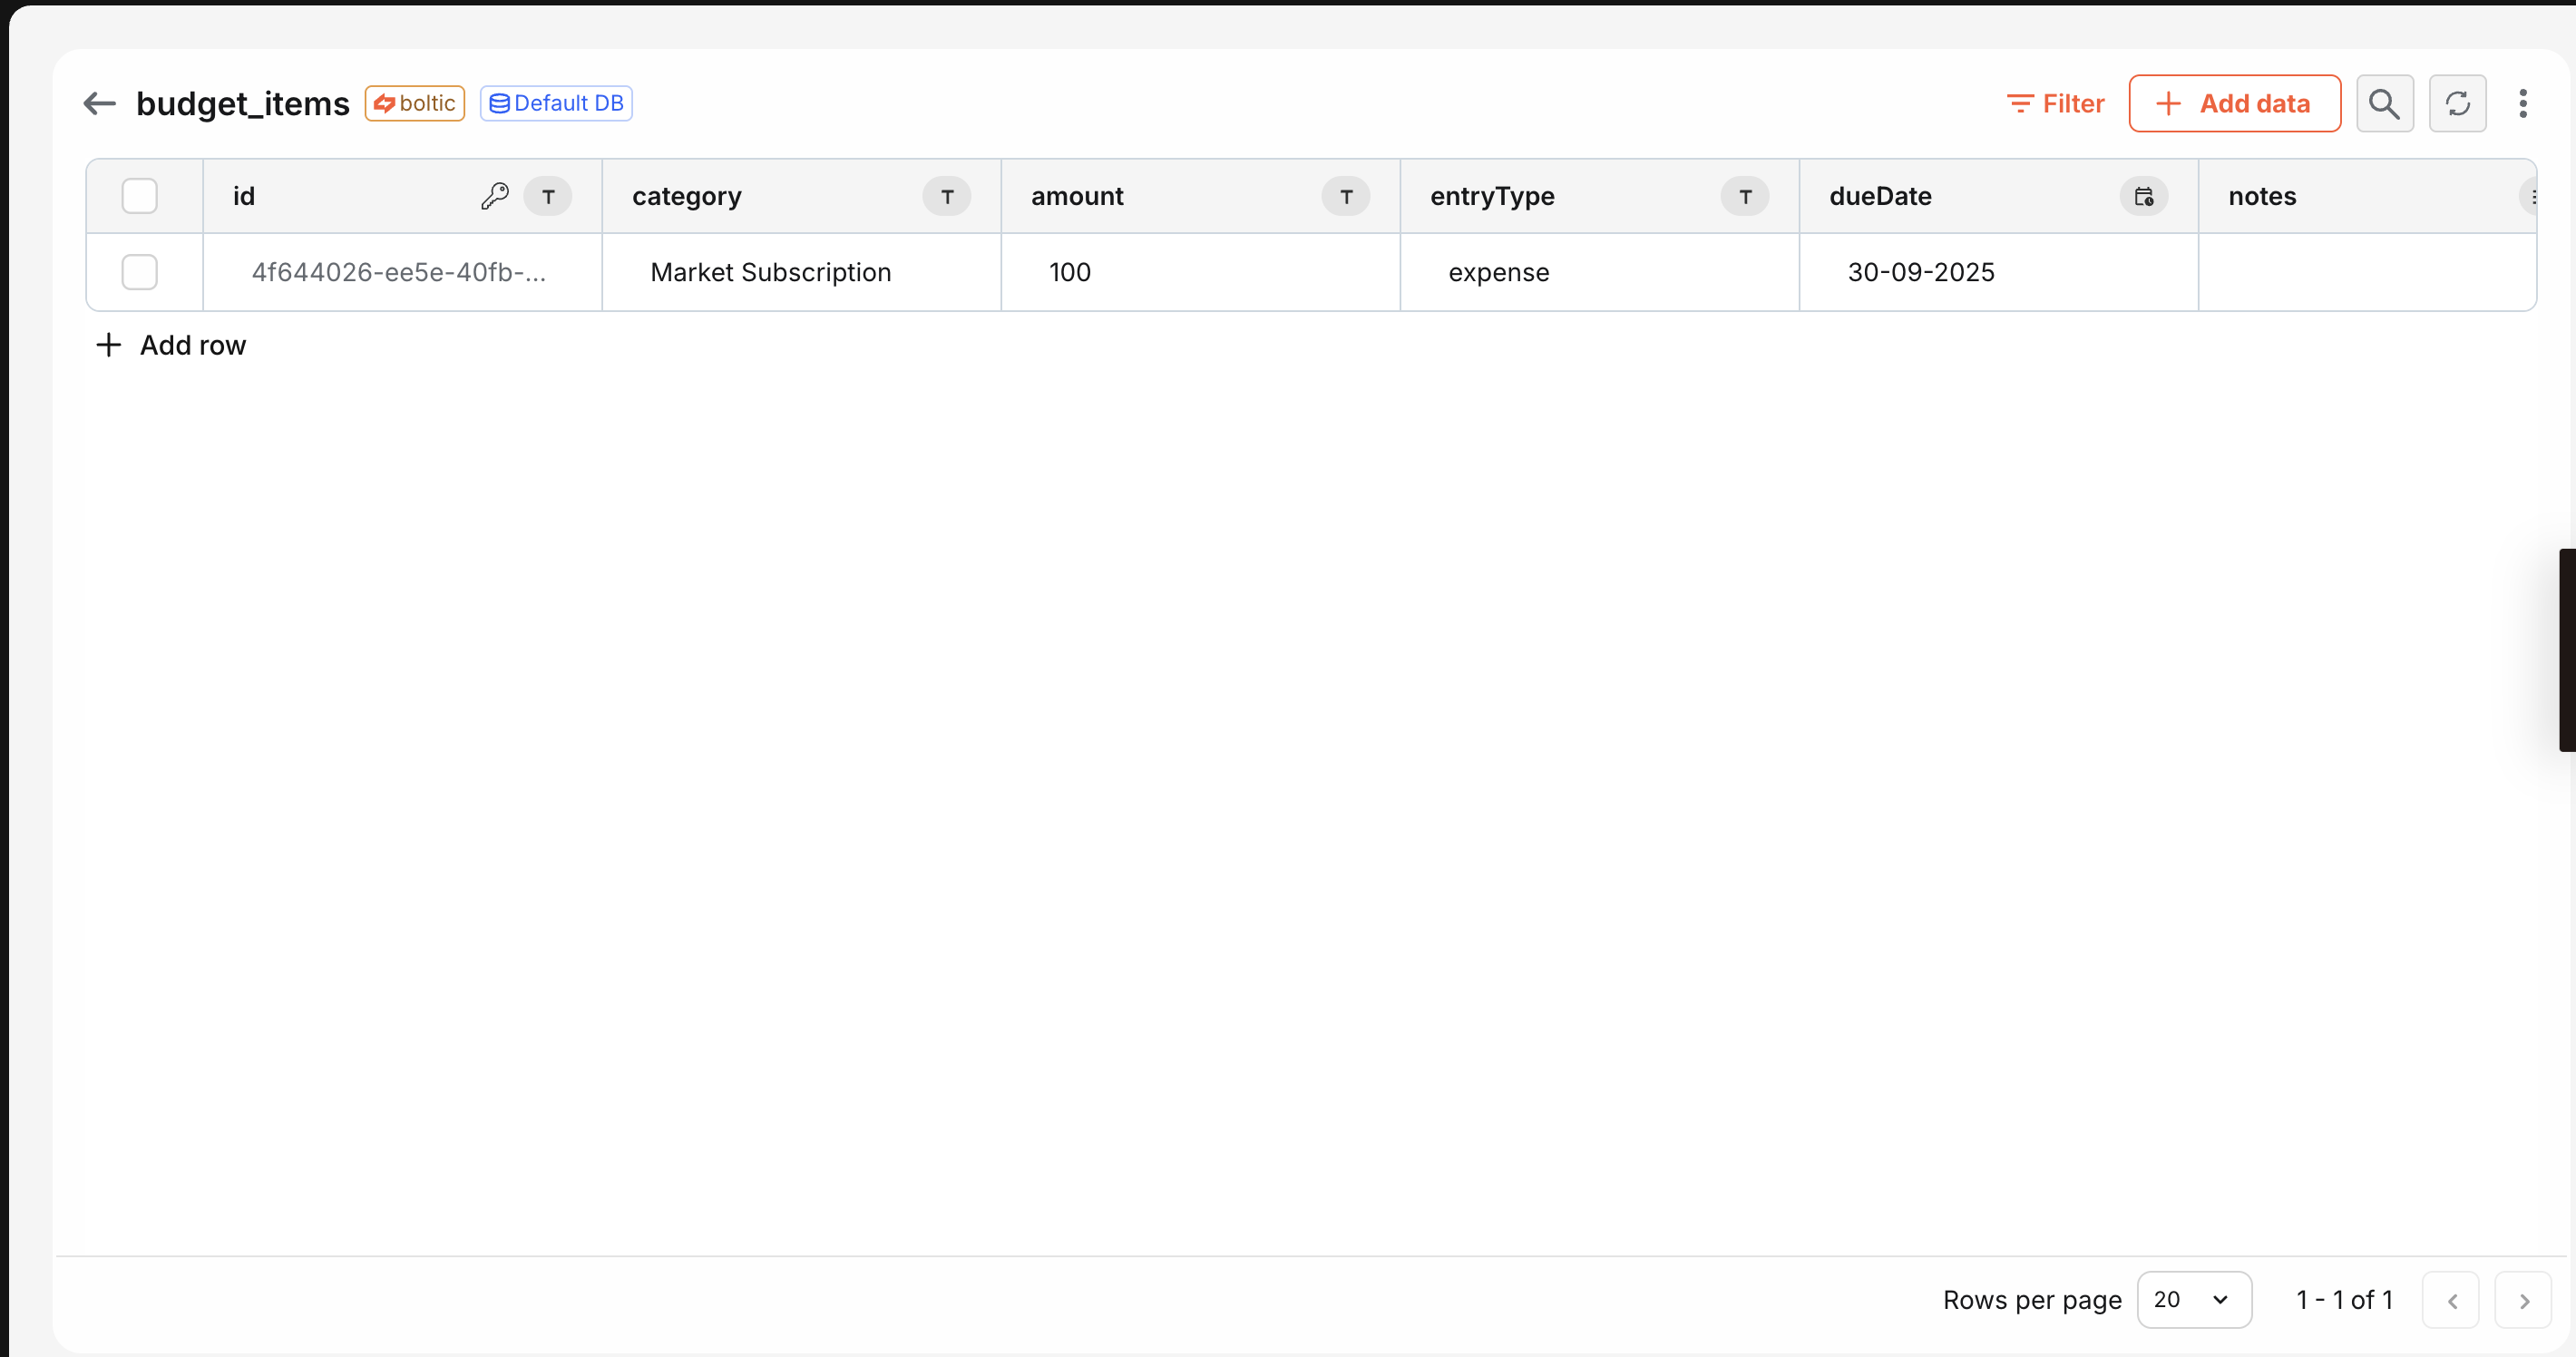 budget_items boltic Default DB Filter Add data
id T category T amount T entryType T dueDate notes
4f644026-ee5e-40fb-... Market Subscription 100 expense 30-09-2025
Add row
Rows per page 20 1 - 1 of 1